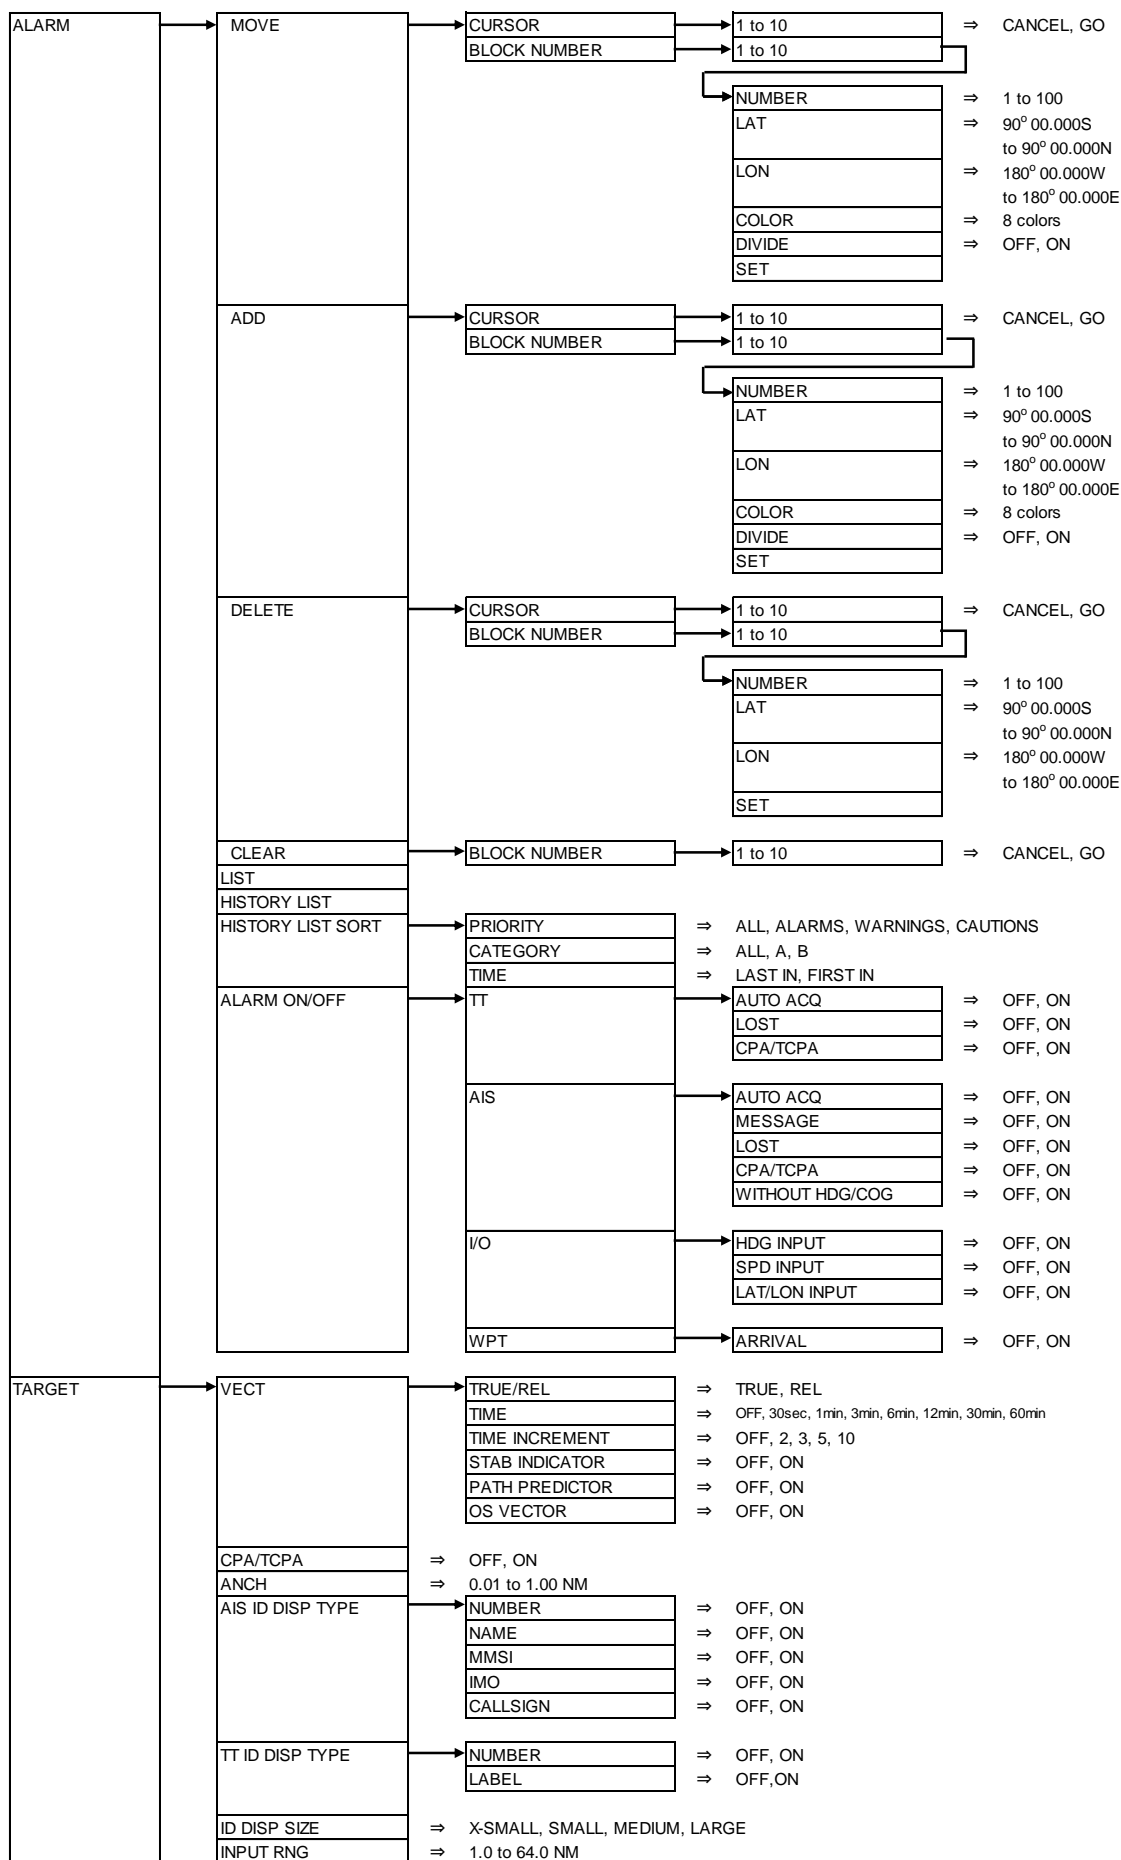 ALARM MOVE CURSOR 1 to 10 ⇒ CANCEL, GO
BLOCK NUMBER 1 to 10
NUMBER ⇒ 1 to 100
LAT ⇒ 90° 00.000S
to 90° 00.000N
LON ⇒ 180° 00.000W
to 180° 00.000E
COLOR ⇒ 8 colors
DIVIDE ⇒ OFF, ON
SET
ADD CURSOR 1 to 10 ⇒ CANCEL, GO
BLOCK NUMBER 1 to 10
NUMBER ⇒ 1 to 100
LAT ⇒ 90° 00.000S
to 90° 00.000N
LON ⇒ 180° 00.000W
to 180° 00.000E
COLOR ⇒ 8 colors
DIVIDE ⇒ OFF, ON
SET
DELETE CURSOR 1 to 10 ⇒ CANCEL, GO
BLOCK NUMBER 1 to 10
NUMBER ⇒ 1 to 100
LAT ⇒ 90° 00.000S
to 90° 00.000N
LON ⇒ 180° 00.000W
to 180° 00.000E
SET
CLEAR BLOCK NUMBER 1 to 10 ⇒ CANCEL, GO
LIST
HISTORY LIST
HISTORY LIST SORT PRIORITY ⇒ ALL, ALARMS, WARNINGS, CAUTIONS
CATEGORY ⇒ ALL, A, B
TIME ⇒ LAST IN, FIRST IN
ALARM ON/OFF TT AUTO ACQ ⇒ OFF, ON
LOST ⇒ OFF, ON
CPA/TCPA ⇒ OFF, ON
AIS AUTO ACQ ⇒ OFF, ON
MESSAGE ⇒ OFF, ON
LOST ⇒ OFF, ON
CPA/TCPA ⇒ OFF, ON
WITHOUT HDG/COG ⇒ OFF, ON
I/O HDG INPUT ⇒ OFF, ON
SPD INPUT ⇒ OFF, ON
LAT/LON INPUT ⇒ OFF, ON
WPT ARRIVAL ⇒ OFF, ON
TARGET VECT TRUE/REL ⇒ TRUE, REL
TIME ⇒ OFF, 30sec, 1min, 3min, 6min, 12min, 30min, 60min
TIME INCREMENT ⇒ OFF, 2, 3, 5, 10
STAB INDICATOR ⇒ OFF, ON
PATH PREDICTOR ⇒ OFF, ON
OS VECTOR ⇒ OFF, ON
CPA/TCPA ⇒ OFF, ON
ANCH ⇒ 0.01 to 1.00 NM
AIS ID DISP TYPE NUMBER ⇒ OFF, ON
NAME ⇒ OFF, ON
MMSI ⇒ OFF, ON
IMO ⇒ OFF, ON
CALLSIGN ⇒ OFF, ON
TT ID DISP TYPE NUMBER ⇒ OFF, ON
LABEL ⇒ OFF,ON
ID DISP SIZE ⇒ X-SMALL, SMALL, MEDIUM, LARGE
INPUT RNG ⇒ 1.0 to 64.0 NM